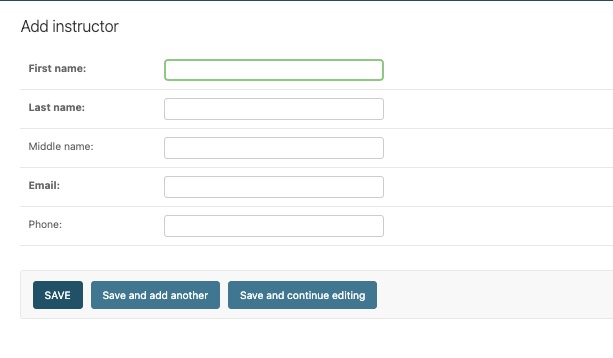 Add instructor
First name:
Last name:
Middle name:
Email:
Phone:
SAVE Save and add another Save and continue editing